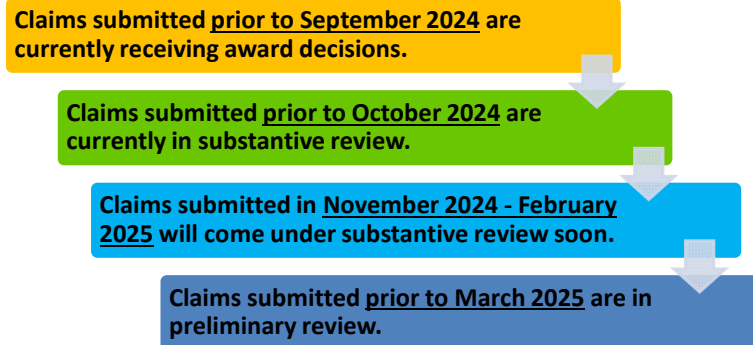 Claims submitted prior to September 2024 are
currently receiving award decisions.
Claims submitted prior to October 2024 are
currently in substantive review.
Claims submitted in November 2024 - February
2025 will come under substantive review soon.
Claims submitted prior to March 2025 are in
preliminary review.